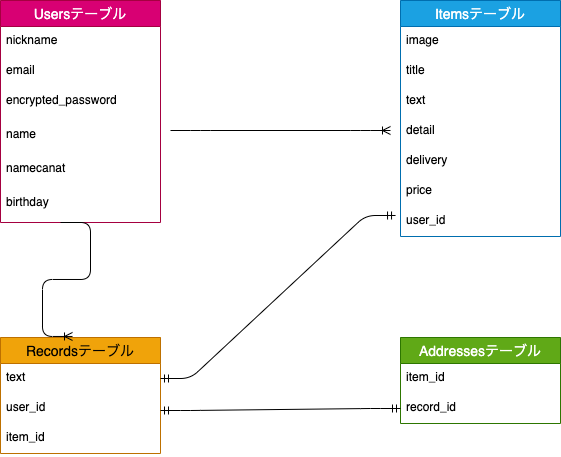 Usersテーブル
nickname
email
encrypted_password
name
namecanat
birthday
Itemsテーブル
image
title
text
detail
delivery
price
user_id
Recordsテーブル
text
user_id
item_id
Addressesテーブル
item_id
record_id